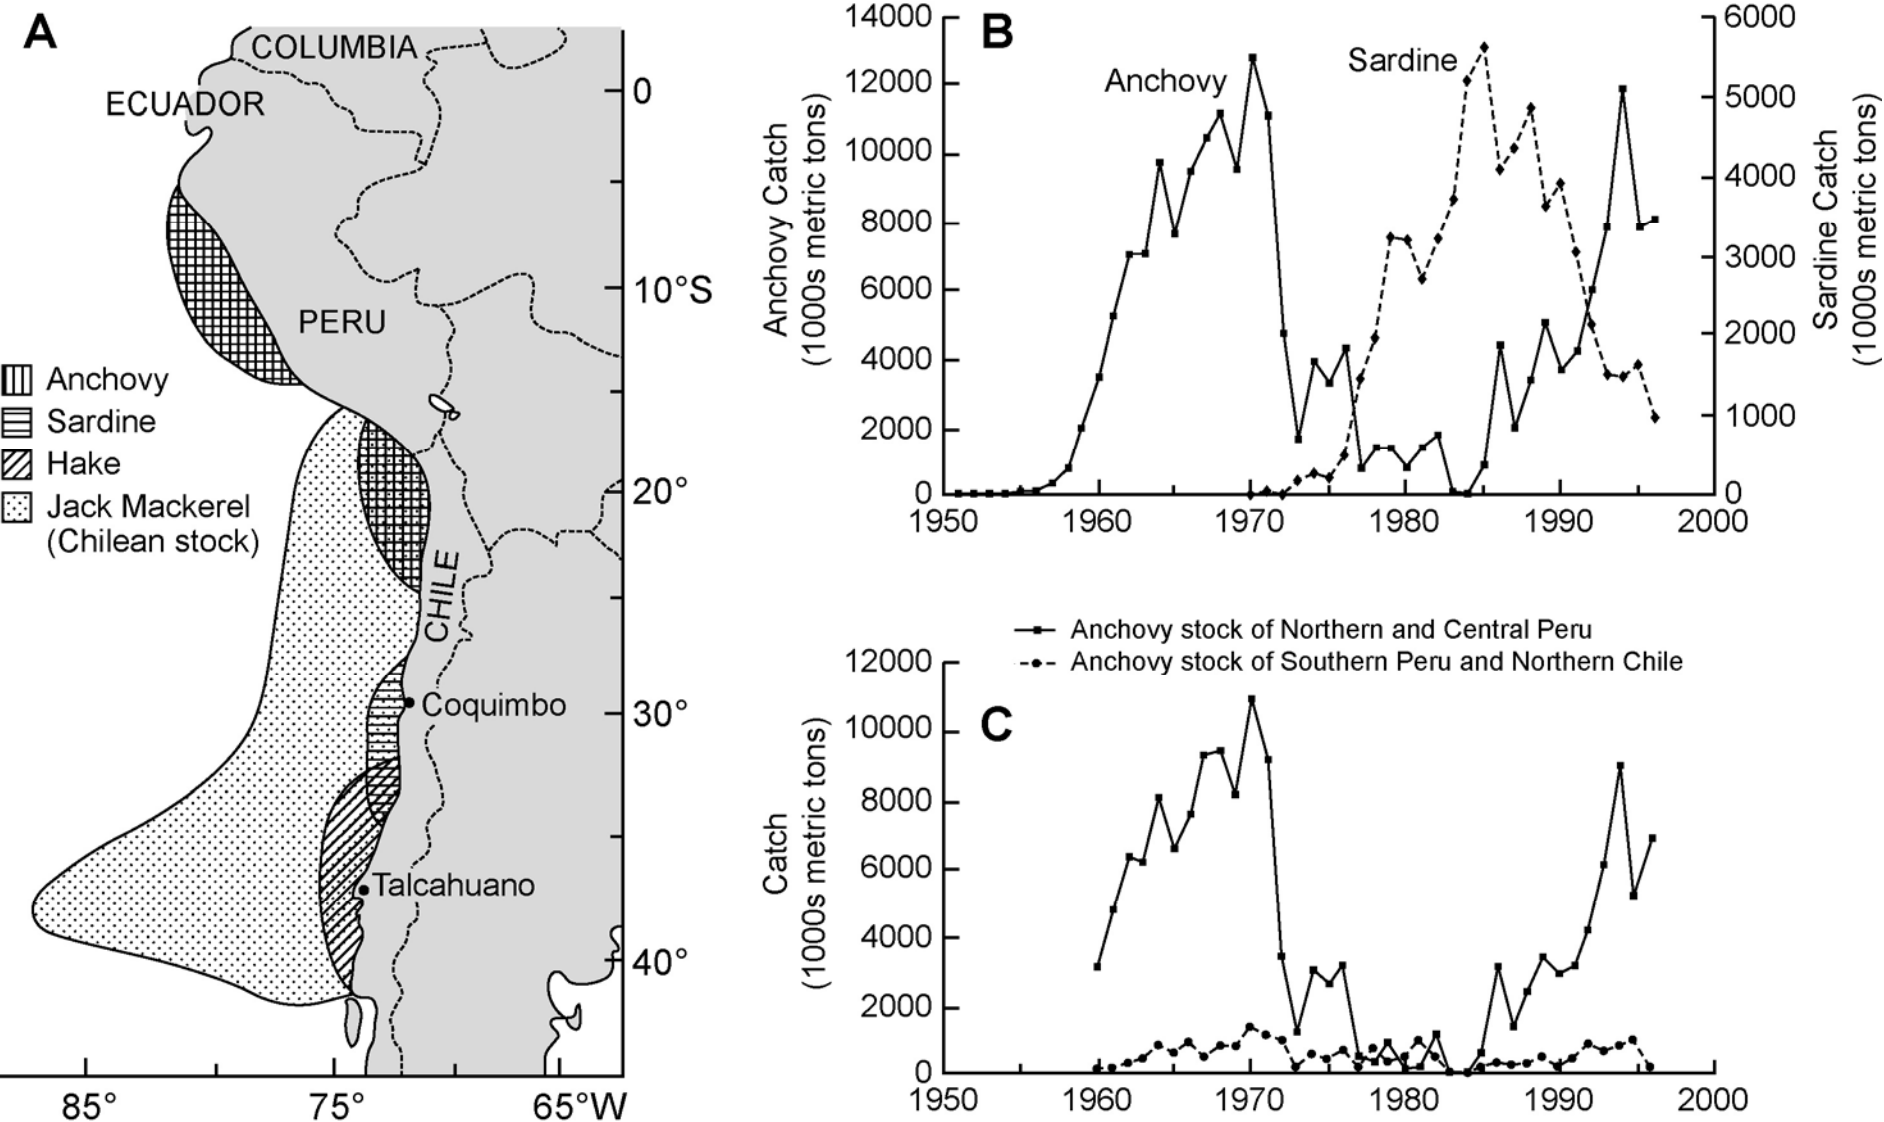 A
COLUMBIA
ECUADOR
PERU
CHILE
Coquimbo
Talcahuano
Anchovy
Sardine
Hake
Jack Mackerel
(Chilean stock)
0
10°S
20°
30°
40°
85°
75°
65°W
B
Anchovy
Sardine
Anchovy Catch
(1000s metric tons)
14000
12000
10000
8000
6000
4000
2000
0
6000
5000
4000
3000
2000
1000
0
Sardine Catch
(1000s metric tons)
1950
1960
1970
1980
1990
2000
Anchovy stock of Northern and Central Peru
Anchovy stock of Southern Peru and Northern Chile
C
Catch
(1000s metric tons)
12000
10000
8000
6000
4000
2000
0
1950
1960
1970
1980
1990
2000